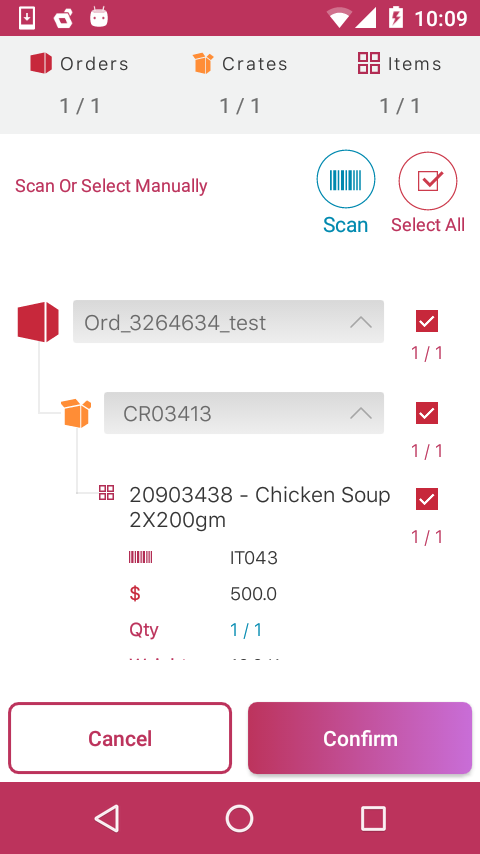 10:09
Orders Crates Items
1 / 1 1 / 1 1 / 1
Scan Or Select Manually
Scan Select All
Ord_3264634_test
1 / 1
CR03413
1 / 1
20903438 - Chicken Soup
2X200gm
1 / 1
IT043
$ 500.0
Qty 1 / 1
Cancel Confirm